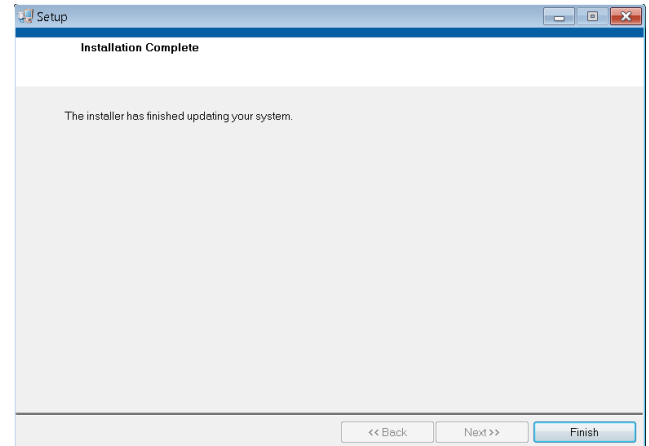 Setup
Installation Complete
The installer has finished updating your system.
<< Back
Next >>
Finish